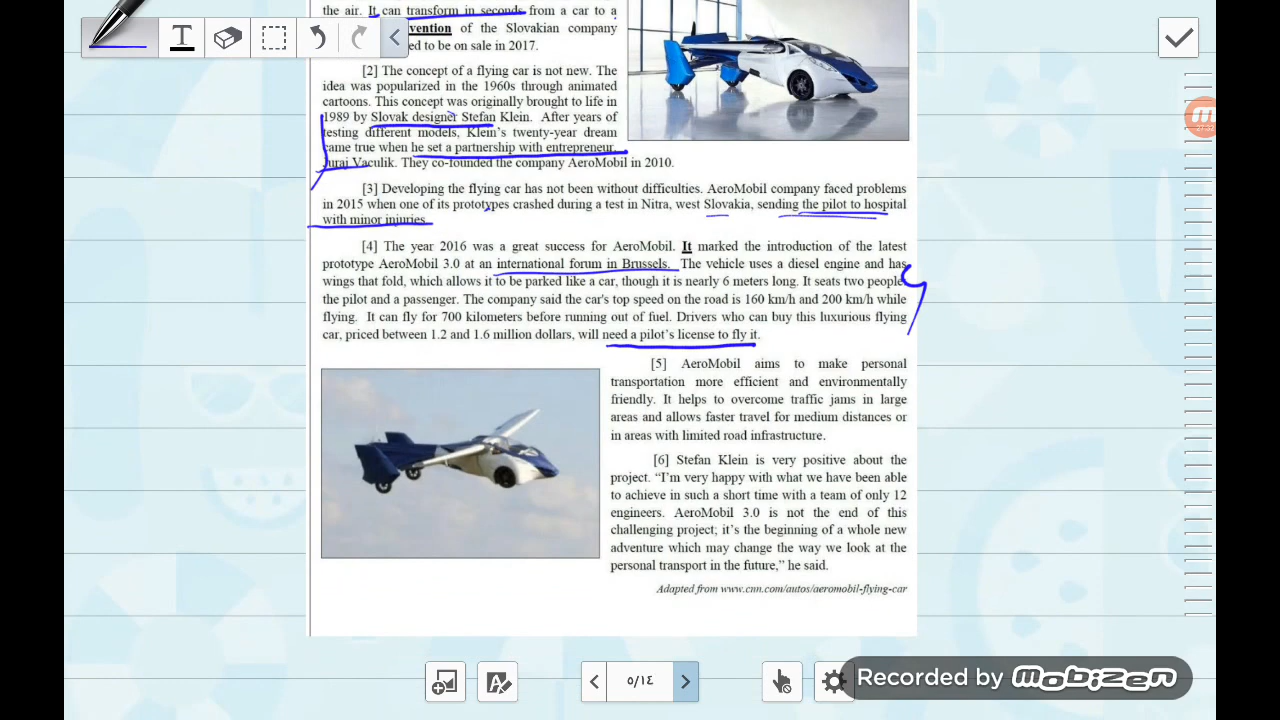 the air. It can transform in seconds from a car to a
vention of the Slovakian company
ed to be on sale in 2017.
[2] The concept of a flying car is not new. The
idea was popularized in the 1960s through animated
cartoons. This concept was originally brought to life in
1989 by Slovak designer Stefan Klein. After years of
testing different models, Klein's twenty-year dream
came true when he set a partnership with entrepreneur,
Juraj Vaculik. They co-founded the company AeroMobil in 2010.
[3] Developing the flying car has not been without difficulties. AeroMobil company faced problems
in 2015 when one of its prototypes crashed during a test in Nitra, west Slovakia, sending the pilot to hospital
with minor injuries.
[4] The year 2016 was a great success for AeroMobil. It marked the introduction of the latest
prototype AeroMobil 3.0 at an international forum in Brussels. The vehicle uses a diesel engine and has
wings that fold, which allows it to be parked like a car, though it is nearly 6 meters long. It seats two people,
the pilot and a passenger. The company said the car's top speed on the road is 160 km/h and 200 km/h while
flying. It can fly for 700 kilometers before running out of fuel. Drivers who can buy this luxurious flying
car, priced between 1.2 and 1.6 million dollars, will need a pilot's license to fly it.
[5] AeroMobil aims to make personal
transportation more efficient and environmentally
friendly. It helps to overcome traffic jams in large
areas and allows faster travel for medium distances or
in areas with limited road infrastructure.
[6] Stefan Klein is very positive about the
project. "I'm very happy with what we have been able
to achieve in such a short time with a team of only 12
engineers. AeroMobil 3.0 is not the end of this
challenging project; it's the beginning of a whole new
adventure which may change the way we look at the
personal transport in the future," he said.
Adapted from www.cnn.com/autos/aeromobil-flying-car
٥/١٤
Recorded by mobizen